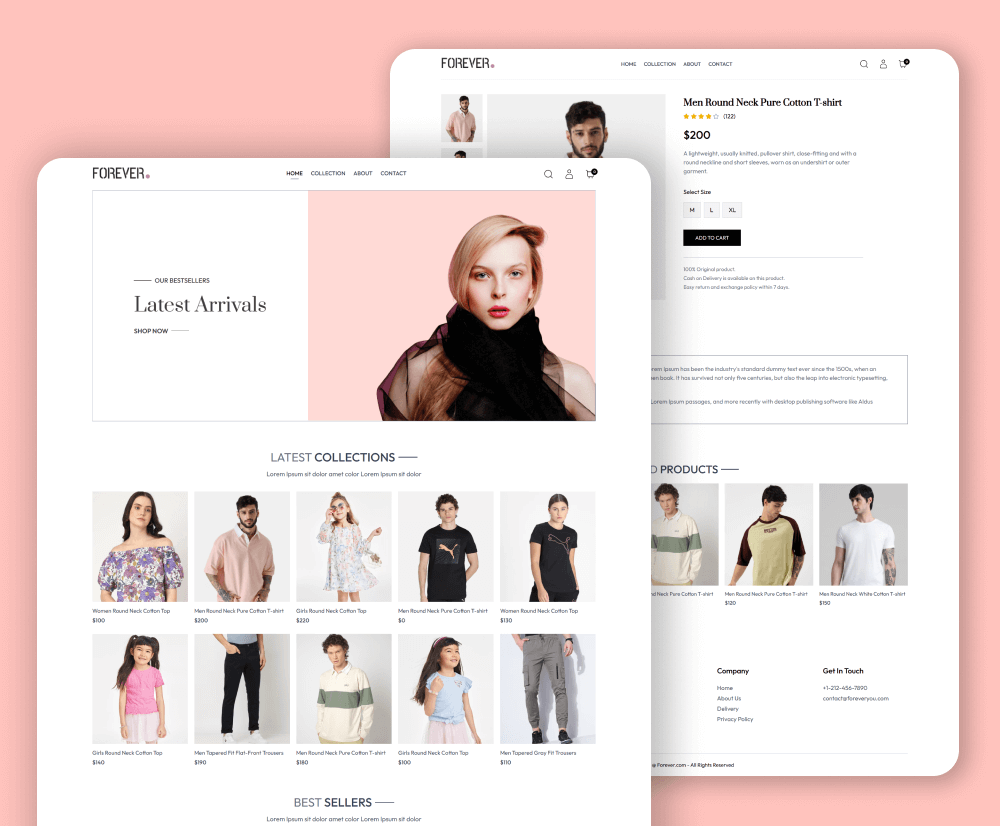 FOREVER.
HOME COLLECTION ABOUT CONTACT
0
Men Round Neck Pure Cotton T-shirt
(122)
$200
A lightweight, usually knitted, pullover shirt, close-fitting and with a
round neckline and short sleeves, worn as an undershirt or outer
garment.
Select Size
M L XL
ADD TO CART
100% Original product.
Cash on Delivery is available on this product.
Easy return and exchange policy within 7 days.
Ipsum has been the industry's standard dummy text ever since the 1500s, when an
book. It has survived not only five centuries, but also the leap into electronic typesetting,
Lorem Ipsum passages, and more recently with desktop publishing software like Aldus
D PRODUCTS
Neck Pure Cotton T-shirt
Men Round Neck Pure Cotton T-shirt
$120
Men Round Neck White Cotton T-shirt
$150
Company
Home
About Us
Delivery
Privacy Policy
Get In Touch
+1-212-456-7890
contact@foreveryou.com
@ Forever.com - All Rights Reserved
FOREVER.
HOME COLLECTION ABOUT CONTACT
0
OUR BESTSELLERS
Latest Arrivals
SHOP NOW
LATEST COLLECTIONS
Lorem Ipsum sit dolor amet color Lorem Ipsum sit dolor
PUMA
Women Round Neck Cotton Top
$100
Men Round Neck Pure Cotton T-shirt
$200
Girls Round Neck Cotton Top
$220
Men Round Neck Pure Cotton T-shirt
$0
Women Round Neck Cotton Top
$130
Girls Round Neck Cotton Top
$140
Men Tapered Fit Flat-Front Trousers
$190
Men Round Neck Pure Cotton T-shirt
$180
Girls Round Neck Cotton Top
$100
Men Tapered Gray Fit Trousers
$110
BEST SELLERS
Lorem Ipsum sit dolor amet color Lorem Ipsum sit dolor